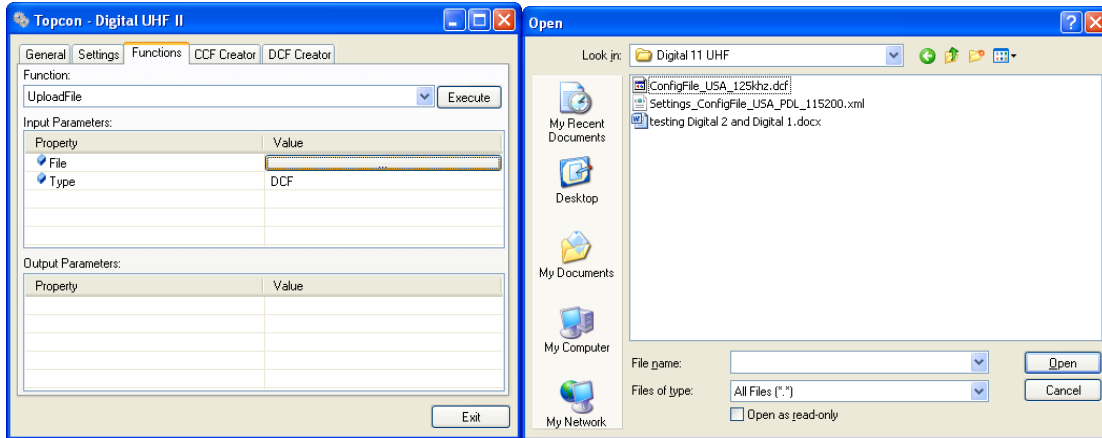 Topcon - Digital UHF II
General Settings Functions CCF Creator DCF Creator
Function:
UploadFile
Execute
Input Parameters:
Property Value
File ...
Type DCF
Output Parameters:
Property Value
Exit
Open
Look in: Digital 11 UHF
My Recent Documents
Desktop
My Documents
My Computer
My Network
ConfigFile_USA_125khz.dcf
Settings_ConfigFile_USA_PDL_115200.xml
testing Digital 2 and Digital 1.docx
File name:
Open
Files of type: All Files (*.*)
Cancel
Open as read-only